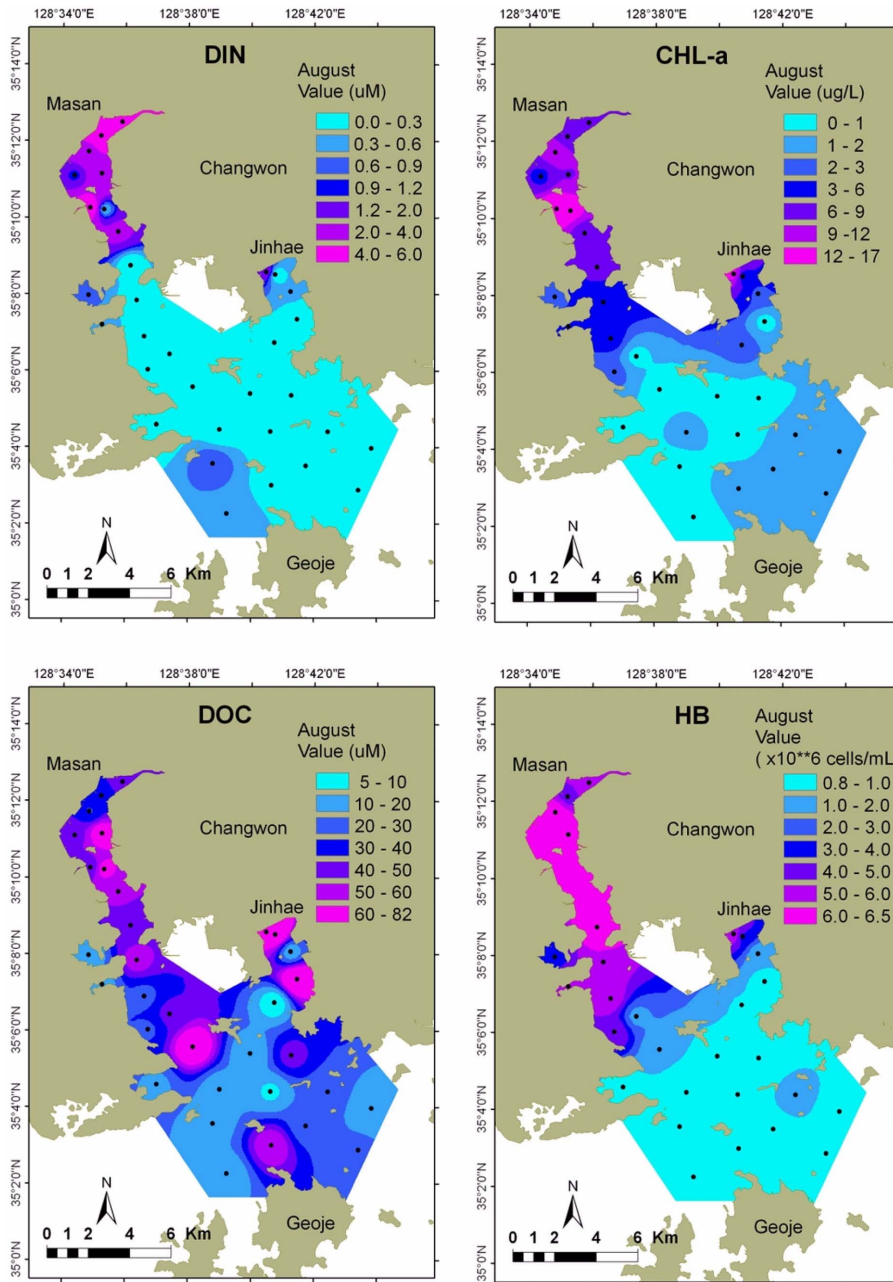 128°34'0"E 128°38'0"E 128°42'0"E
DIN
August
Value (uM)
0.0 - 0.3
0.3 - 0.6
0.6 - 0.9
0.9 - 1.2
1.2 - 2.0
2.0 - 4.0
4.0 - 6.0
Masan
Changwon
Jinhae
Geoje
N
0 1 2 4 6 Km
35°14'0"N
35°12'0"N
35°10'0"N
35°8'0"N
35°6'0"N
35°4'0"N
35°2'0"N
35°0'N
128°34'0"E 128°38'0"E 128°42'0"E
CHL-a
August
Value (ug/L)
0 - 1
1 - 2
2 - 3
3 - 6
6 - 9
9 -12
12 - 17
Masan
Changwon
Jinhae
Geoje
N
0 1 2 4 6 Km
35°14'0"N
35°12'0"N
35°10'0"N
35°8'0"N
35°6'0"N
35°4'0"N
35°2'0"N
35°0'N
128°34'0"E 128°38'0"E 128°42'0"E
DOC
August
Value (uM)
5 - 10
10 - 20
20 - 30
30 - 40
40 - 50
50 - 60
60 - 82
Masan
Changwon
Jinhae
Geoje
N
0 1 2 4 6 Km
35°14'0"N
35°12'0"N
35°10'0"N
35°8'0"N
35°6'0"N
35°4'0"N
35°2'0"N
35°0'N
128°34'0"E 128°38'0"E 128°42'0"E
HB
August
Value
( x10**6 cells/mL
0.8 - 1.0
1.0 - 2.0
2.0 - 3.0
3.0 - 4.0
4.0 - 5.0
5.0 - 6.0
6.0 - 6.5
Masan
Changwon
Jinhae
Geoje
N
0 1 2 4 6 Km
35°14'0"N
35°12'0"N
35°10'0"N
35°8'0"N
35°6'0"N
35°4'0"N
35°2'0"N
35°0'N